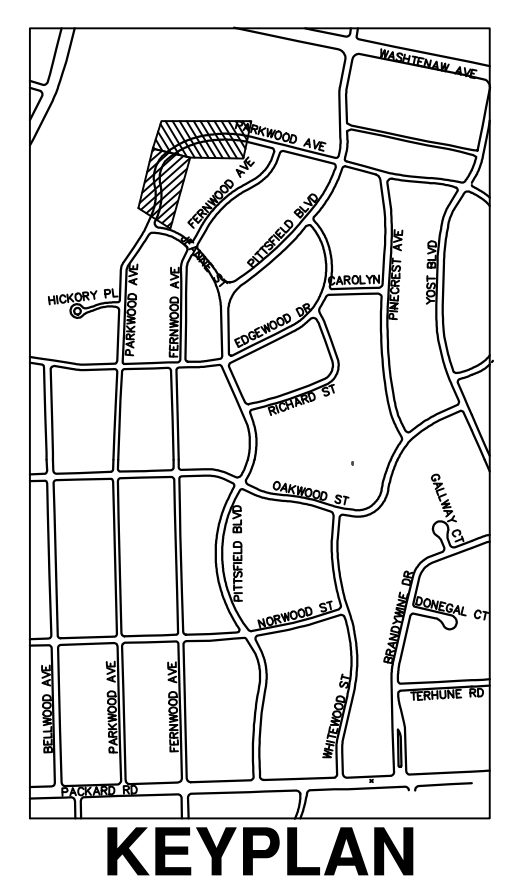 WASHTENAW AVE
PARKWOOD AVE
FERNWOOD AVE
PITTSFIELD BLVD
JEANNE ST
PINECREST AVE
YOST BLVD
CAROLYN
HICKORY PL
PARKWOOD AVE
FERNWOOD AVE
EDGEWOOD DR
RICHARD ST
OAKWOOD ST
GALLWAY CT
PITTSFIELD BLVD
NORWOOD ST
BRANDYWINE DR
DONEGAL CT
BELLWOOD AVE
PARKWOOD AVE
FERNWOOD AVE
WHITEWOOD ST
TERHUNE RD
PACKARD RD
KEYPLAN